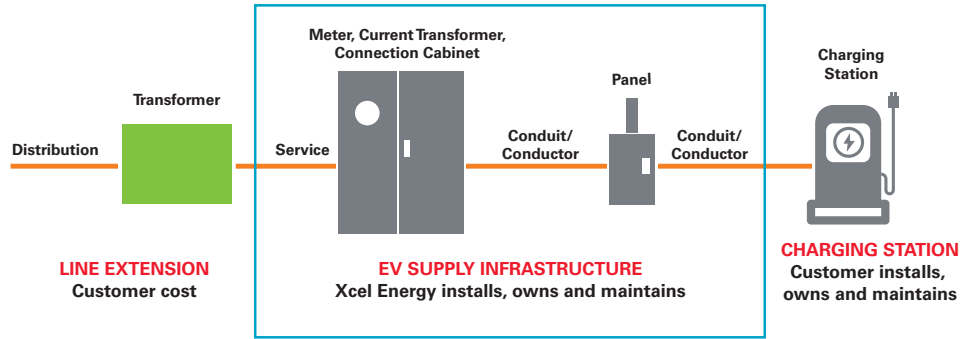 Meter, Current Transformer,
Connection Cabinet
Charging
Station
Panel
Transformer
Distribution
Service
Conduit/
Conductor
Conduit/
Conductor
LINE EXTENSION
Customer cost
EV SUPPLY INFRASTRUCTURE
Xcel Energy installs, owns and maintains
CHARGING STATION
Customer installs,
owns and maintains